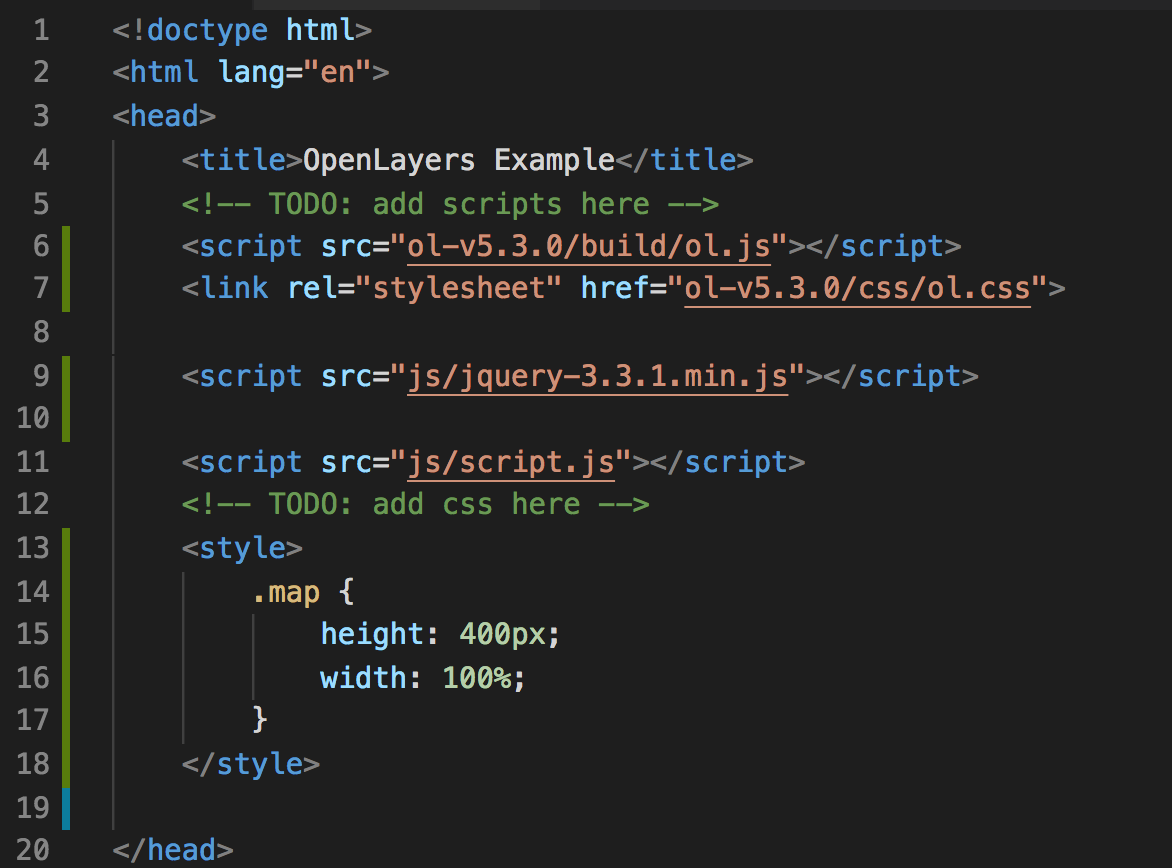 1 <!doctype html>
2 <html lang="en">
3 <head>
4 <title>OpenLayers Example</title>
5 <!-- TODO: add scripts here -->
6 <script src="ol-v5.3.0/build/ol.js"></script>
7 <link rel="stylesheet" href="ol-v5.3.0/css/ol.css">
8
9 <script src="js/jquery-3.3.1.min.js"></script>
10
11 <script src="js/script.js"></script>
12 <!-- TODO: add css here -->
13 <style>
14 .map {
15 height: 400px;
16 width: 100%;
17 }
18 </style>
19
20 </head>